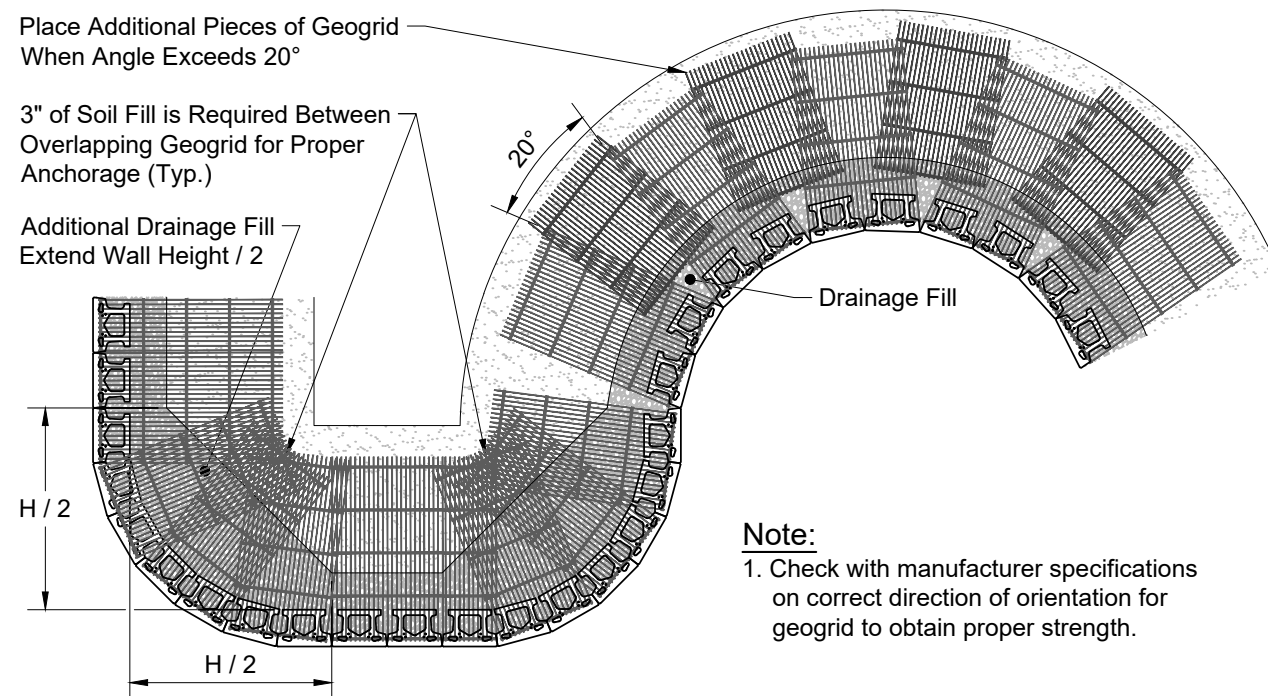 Place Additional Pieces of Geogrid
When Angle Exceeds 20°
3" of Soil Fill is Required Between
Overlapping Geogrid for Proper
Anchorage (Typ.)
Additional Drainage Fill
Extend Wall Height / 2
20°
Drainage Fill
H / 2
H / 2
Note:
1. Check with manufacturer specifications
on correct direction of orientation for
geogrid to obtain proper strength.